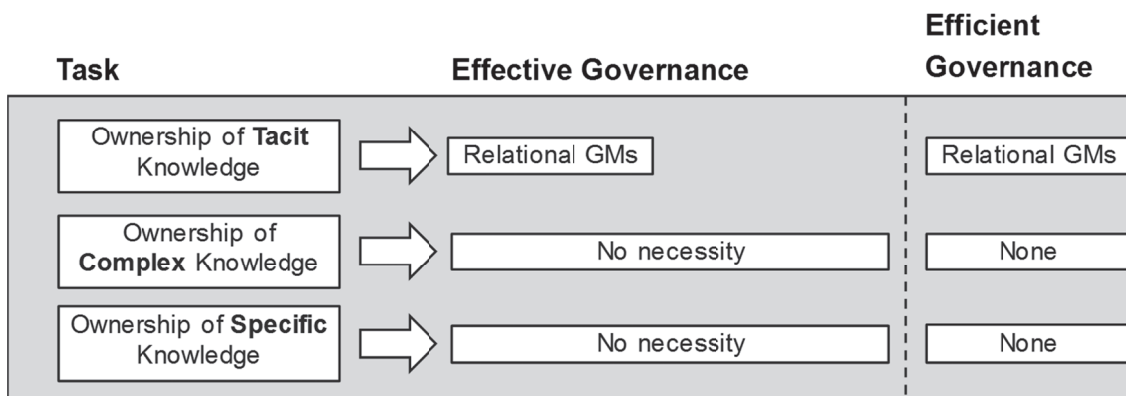 Task
Effective Governance
Efficient
Governance
Ownership of Tacit
Knowledge
Relational GMs
Relational GMs
Ownership of
Complex Knowledge
No necessity
None
Ownership of Specific
Knowledge
No necessity
None